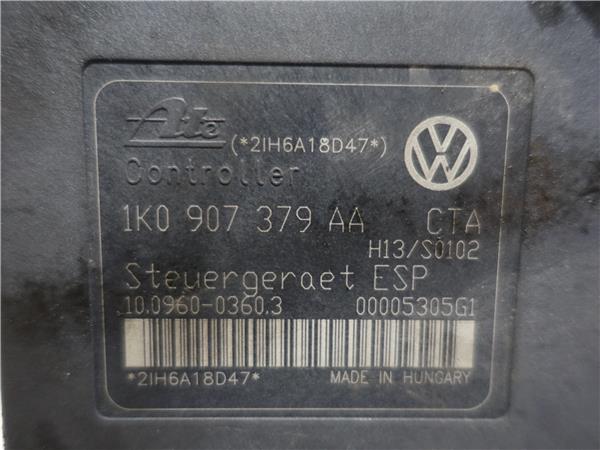 Ate (*2IH6A18D47*)
Controller
1K0 907 379 AA CTA
H13/S0102
Steuergeraet ESP
10.0960-0360.3 00005305G1
*2IH6A18D47* MADE IN HUNGARY